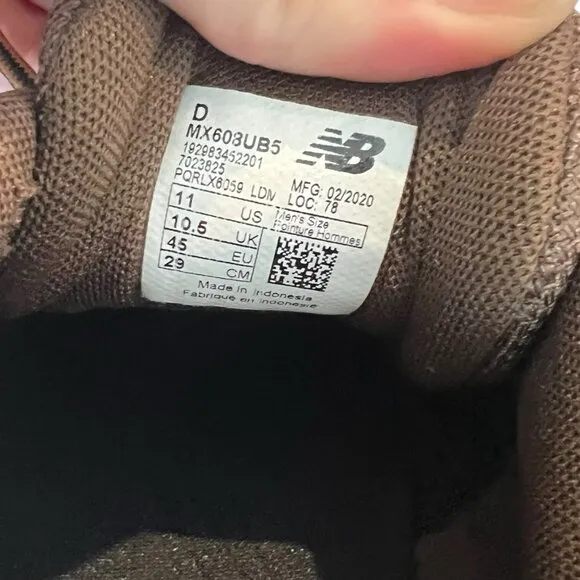 D
MX608UB5
NB
192983452201
7023825
PQRLX6059 LDM
MFG: 02/2020
LOC: 78
11 US
10.5 UK
45 EU
29 CM
Men's Size
Pointure Hommes
Made in Indonesia
Fabriqué en Indonésie